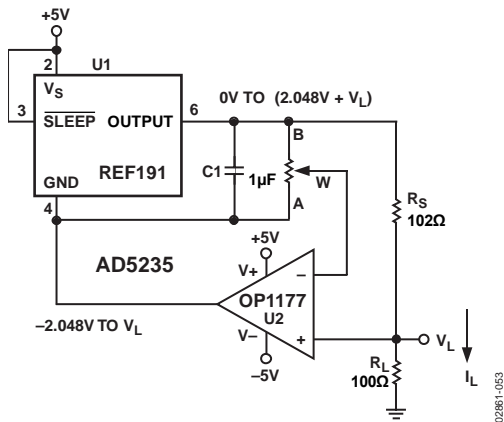 +5V
U1
2
VS
3
SLEEP OUTPUT
6
0V TO (2.048V + VL)
REF191
GND
4
C1
1µF
B
W
A
RS
102Ω
AD5235
+5V
V+
−
OP1177
U2
+
V−
−5V
−2.048V TO VL
VL
RL
100Ω
IL
02861-053